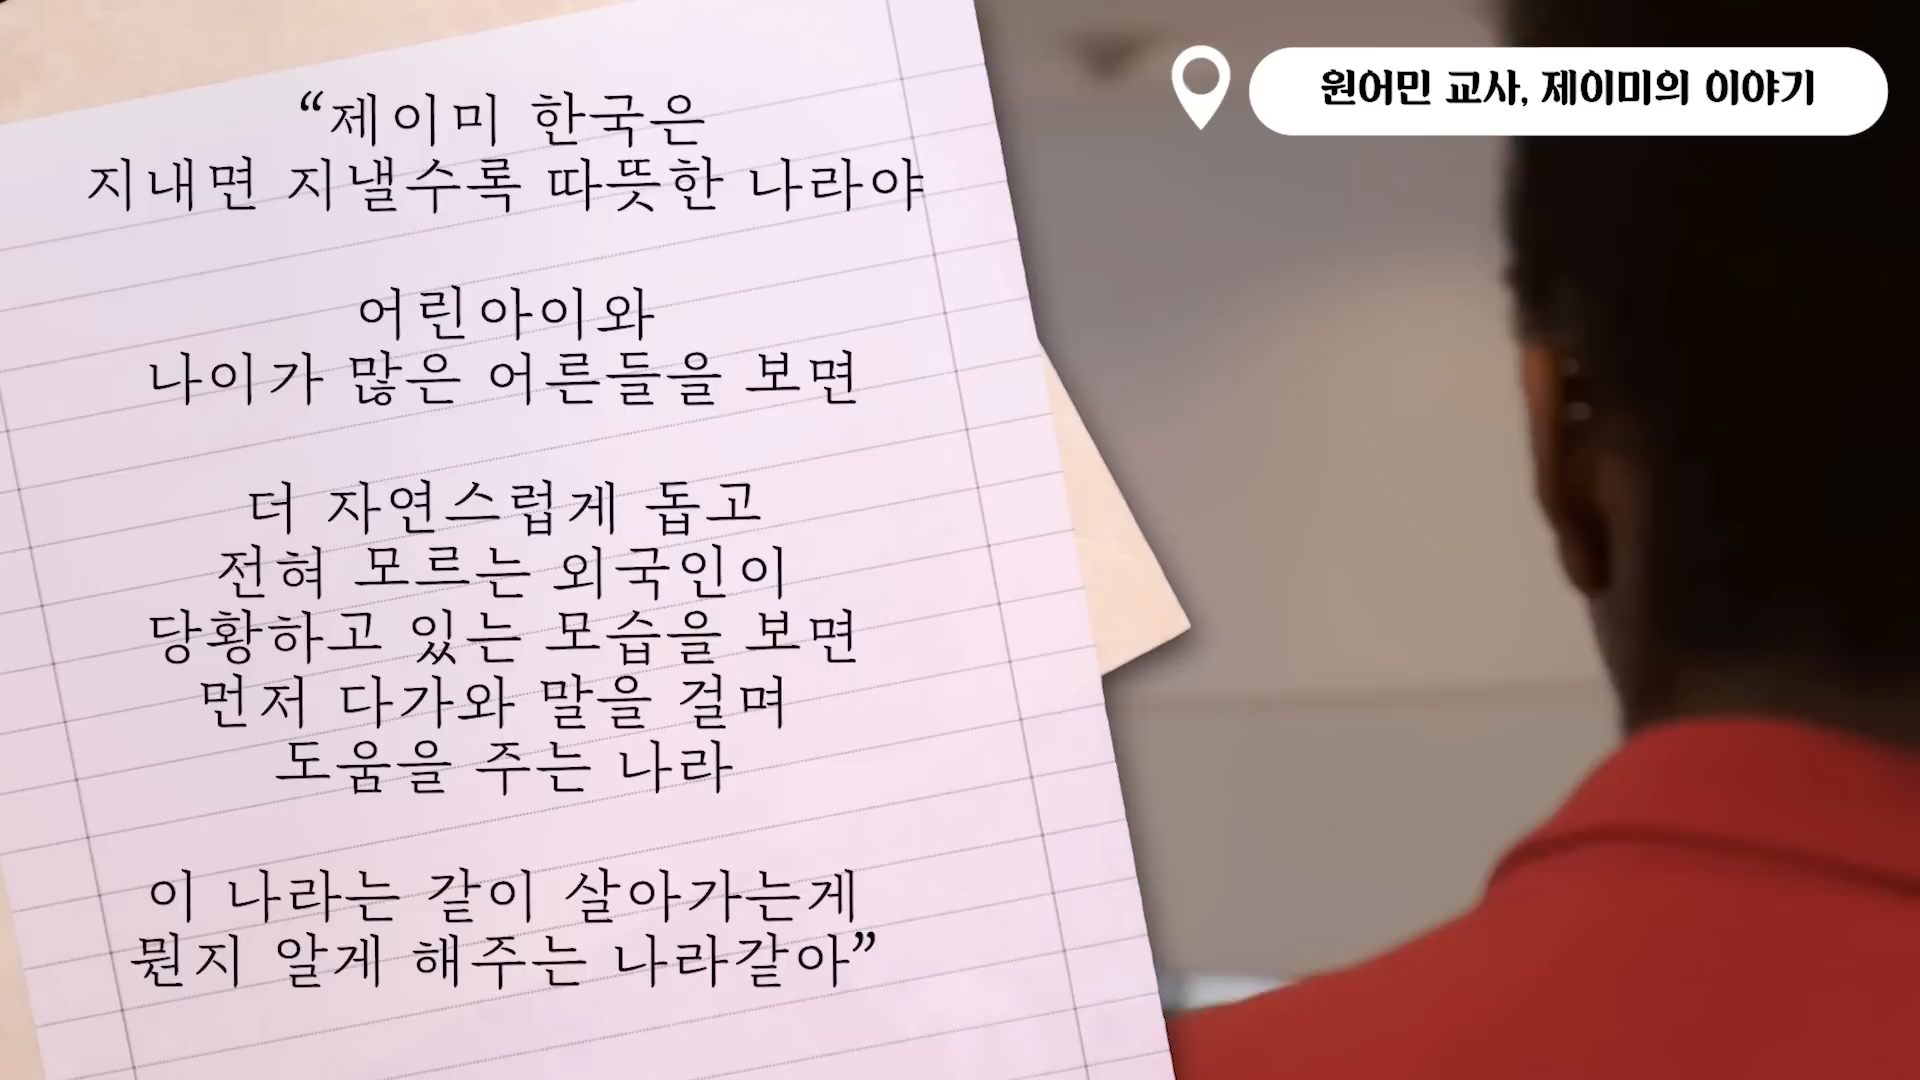 원어민 교사, 제이미의 이야기
“제이미 한국은
지내면 지낼수록 따뜻한 나라야
어린아이와
나이가 많은 어른들을 보면
더 자연스럽게 돕고
전혀 모르는 외국인이
당황하고 있는 모습을 보면
먼저 다가와 말을 걸며
도움을 주는 나라
이 나라는 같이 살아가는게
뭔지 알게 해주는 나라같아”